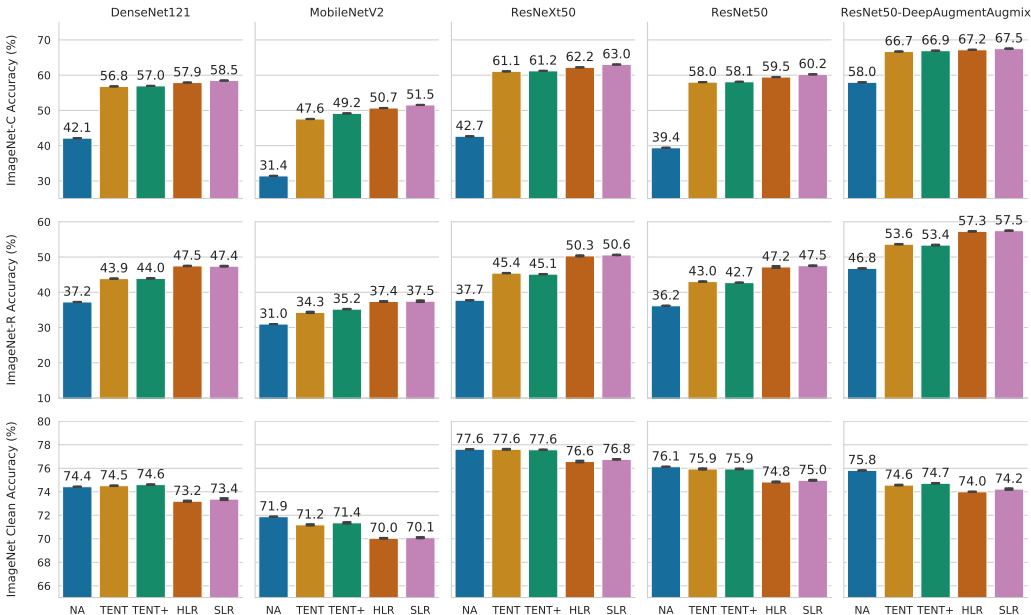 DenseNet121 MobileNetV2 ResNeXt50 ResNet50 ResNet50-DeepAugmentAugmix
ImageNet-C Accuracy (%)
70
60
50
40
30
42.1 56.8 57.0 57.9 58.5
31.4 47.6 49.2 50.7 51.5
42.7 61.1 61.2 62.2 63.0
39.4 58.0 58.1 59.5 60.2
58.0 66.7 66.9 67.2 67.5
ImageNet-R Accuracy (%)
60
50
40
30
20
10
37.2 43.9 44.0 47.5 47.4
31.0 34.3 35.2 37.4 37.5
37.7 45.4 45.1 50.3 50.6
36.2 43.0 42.7 47.2 47.5
46.8 53.6 53.4 57.3 57.5
ImageNet Clean Accuracy (%)
80
78
76
74
72
70
68
66
74.4 74.5 74.6 73.2 73.4
71.9 71.2 71.4 70.0 70.1
77.6 77.6 77.6 76.6 76.8
76.1 75.9 75.9 74.8 75.0
75.8 74.6 74.7 74.0 74.2
NA TENT TENT+ HLR SLR
NA TENT TENT+ HLR SLR
NA TENT TENT+ HLR SLR
NA TENT TENT+ HLR SLR
NA TENT TENT+ HLR SLR